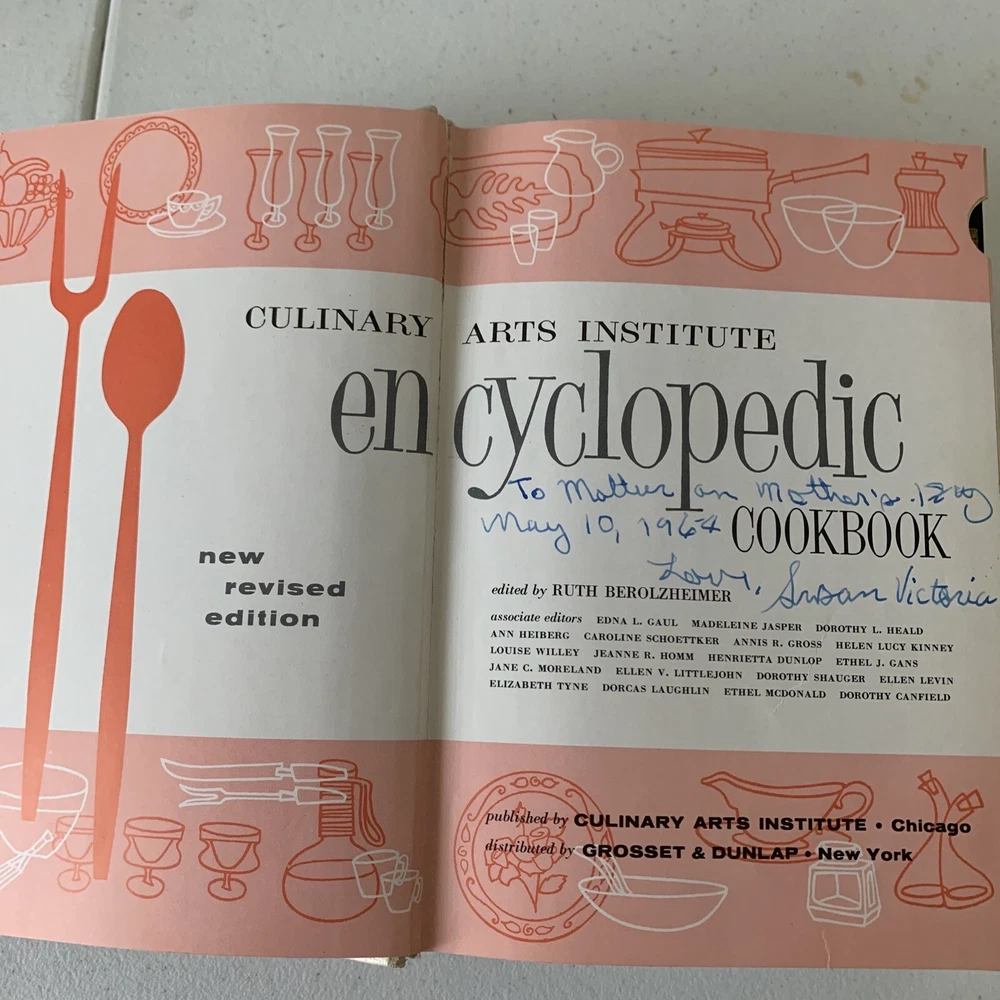 CULINARY ARTS INSTITUTE
encyclopedic
To Mother on Mother's Day
May 10, 1964
COOKBOOK
Love, Susan Victoria
new
revised
edition
edited by RUTH BEROLZHEIMER
associate editors EDNA L. GAUL MADELEINE JASPER DOROTHY L. HEALD
ANN HEIBERG CAROLINE SCHOETTKER ANNIS R. GROSS HELEN LUCY KINNEY
LOUISE WILLEY JEANNE R. HOMM HENRIETTA DUNLOP ETHEL J. GANS
JANE C. MORELAND ELLEN V. LITTLEJOHN DOROTHY SHAUGER ELLEN LEVIN
ELIZABETH TYNE DORCAS LAUGHLIN ETHEL MCDONALD DOROTHY CANFIELD
published by CULINARY ARTS INSTITUTE • Chicago
distributed by GROSSET & DUNLAP • New York